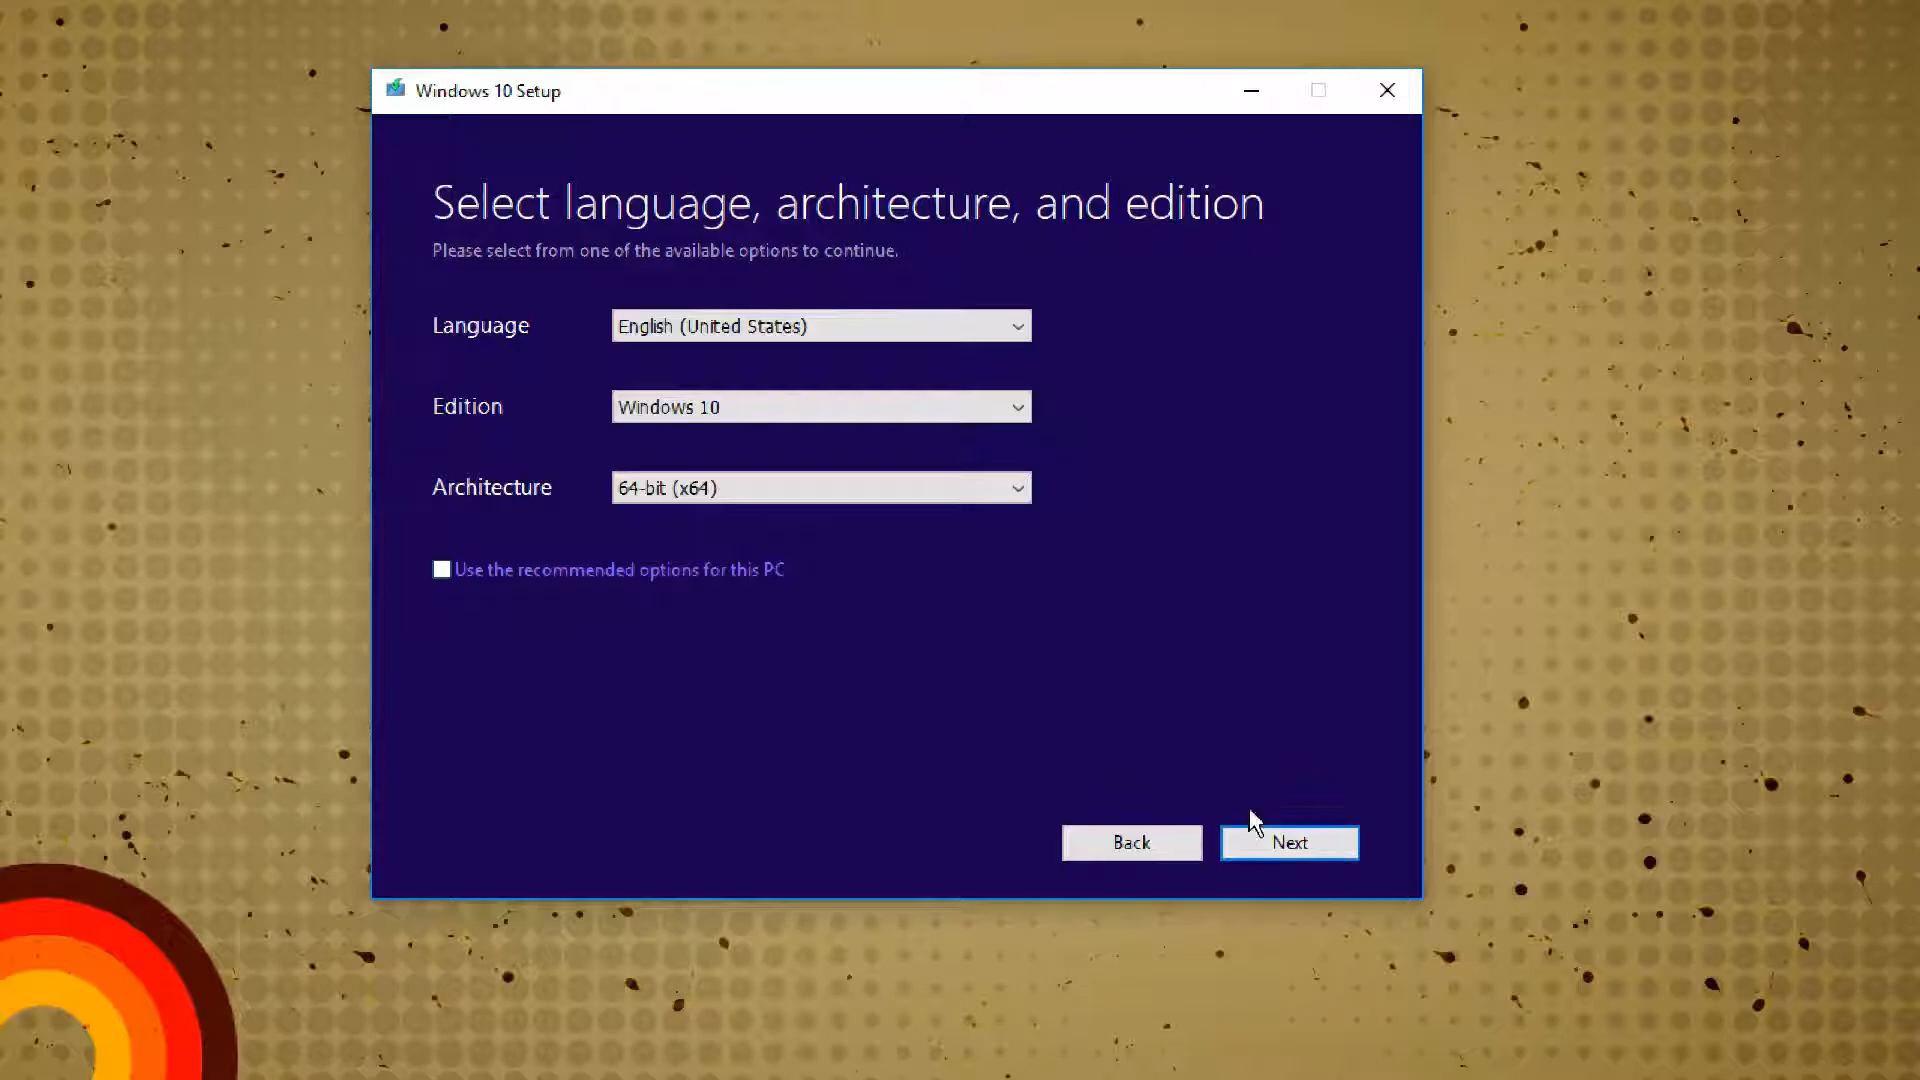 Windows 10 Setup
Select language, architecture, and edition
Please select from one of the available options to continue.
Language English (United States)
Edition Windows 10
Architecture 64-bit (x64)
Use the recommended options for this PC
Back Next